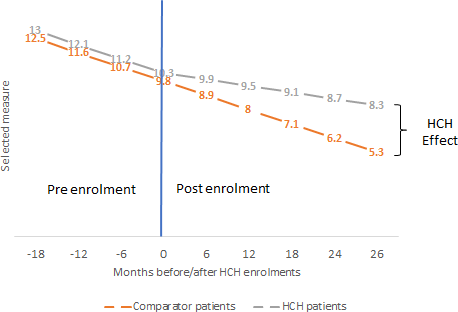 13
12.5
12.1
11.6
11.2
10.7
10.3
9.8
9.9
8.9
9.5
8
9.1
7.1
8.7
6.2
8.3
5.3
HCH
Effect
Selected measure
Pre enrolment
Post enrolment
-18 -12 -6 0 6 12 18 24 26
Months before/after HCH enrolments
Comparator patients HCH patients